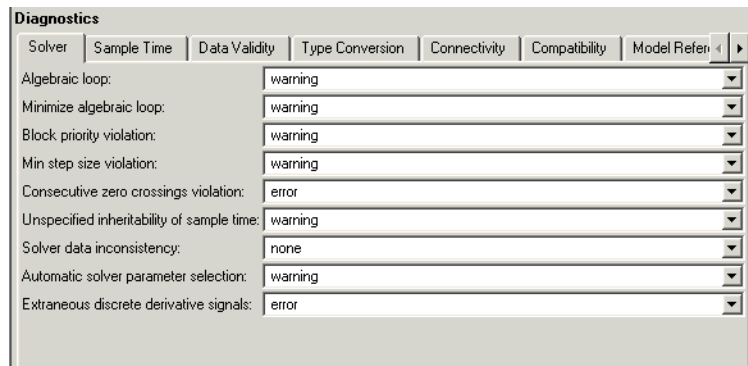 Diagnostics
Solver Sample Time Data Validity Type Conversion Connectivity Compatibility Model Refere
Algebraic loop: warning
Minimize algebraic loop: warning
Block priority violation: warning
Min step size violation: warning
Consecutive zero crossings violation: error
Unspecified inheritability of sample time: warning
Solver data inconsistency: none
Automatic solver parameter selection: warning
Extraneous discrete derivative signals: error